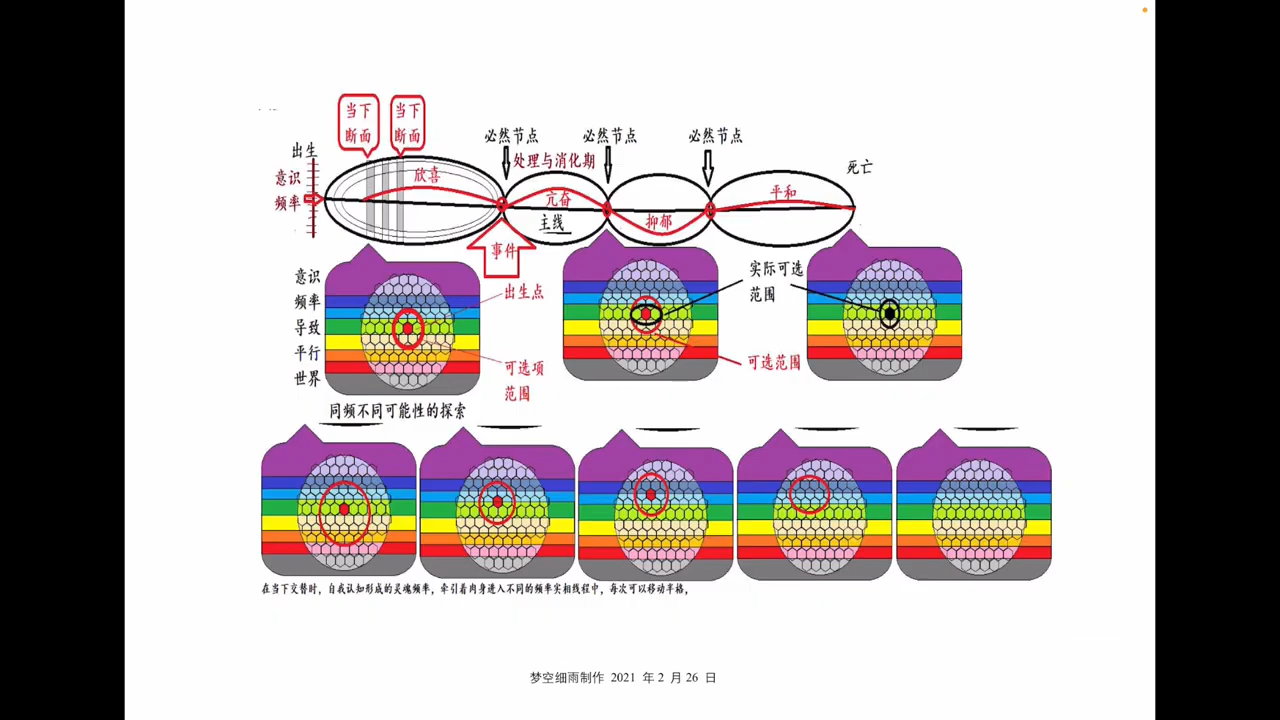 当下
断面
当下
断面
出生
意识
频率
欣喜
必然节点
处理与消化期
必然节点
必然节点
死亡
亢奋
主线
抑郁
平和
事件
意识
频率
导致
平行
世界
出生点
可选项
范围
实际可选
范围
可选范围
同频不同可能性的探索
在当下交替时，自我认知形成的灵魂频率，牵引着肉身进入不同的频率实相线程中，每次可以移动半格，
梦空细雨制作 2021 年 2 月 26 日